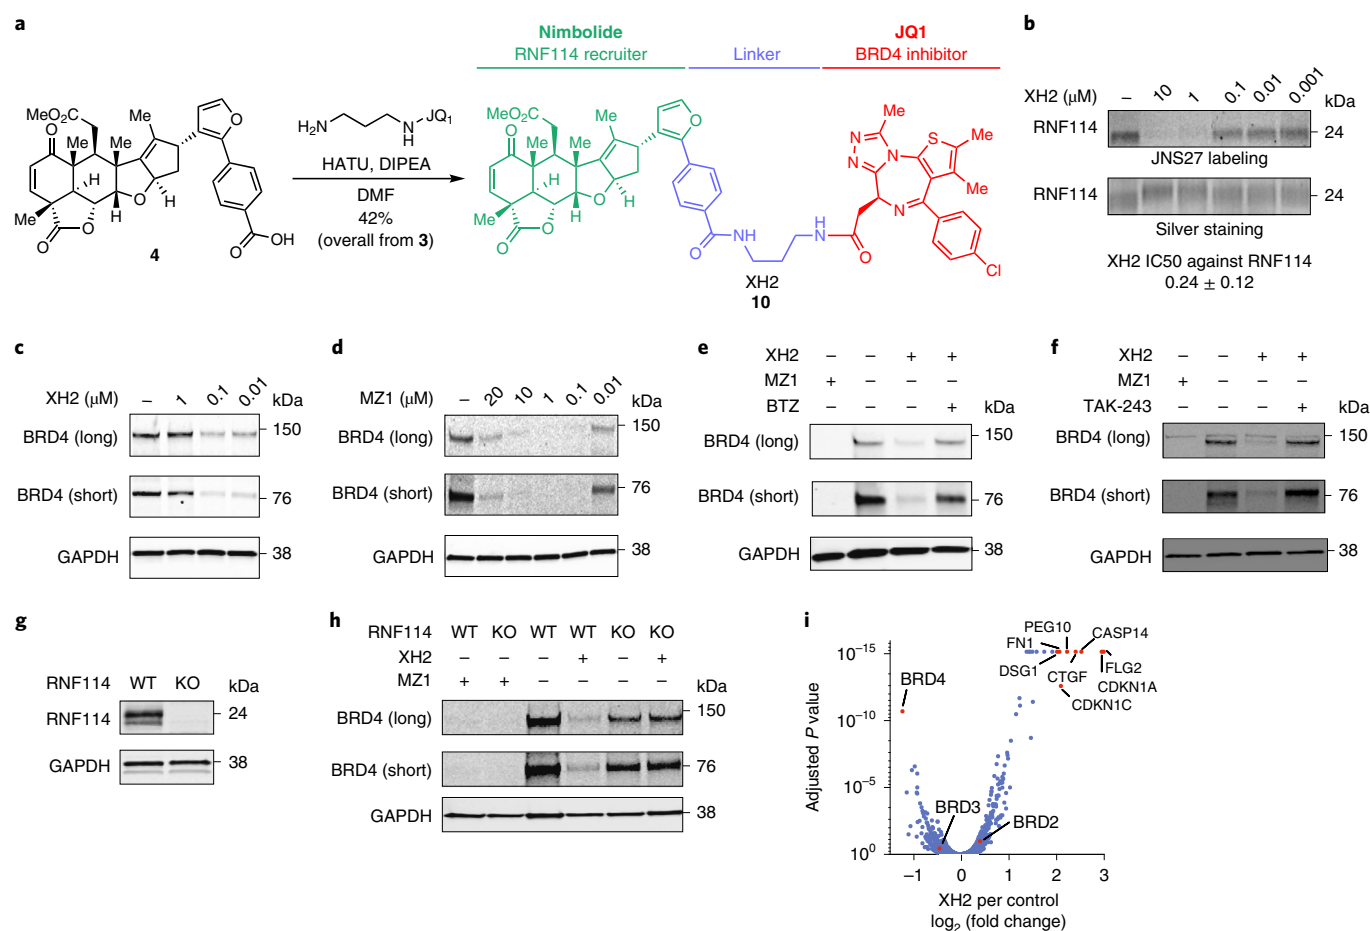 a
Nimbolide
RNF114 recruiter
Linker
JQ1
BRD4 inhibitor
MeO2C
O
Me
Me
Me
O
H
H
O
H
Me
O
O
O
OH
4
H2N
N
H
JQ1
HATU, DIPEA
DMF
42%
(overall from 3)
MeO2C
O
Me
Me
Me
O
H
H
O
H
Me
O
O
O
NH
NH
O
Me
N
N
N
S
Me
Me
N
Cl
XH2
10
b
XH2 (μM)
– 10 1 0.1 0.01 0.001
kDa
RNF114
24
JNS27 labeling
RNF114
24
Silver staining
XH2 IC50 against RNF114
0.24 ± 0.12
c
XH2 (μM) – 1 0.1 0.01 kDa
BRD4 (long) 150
BRD4 (short) 76
GAPDH 38
d
MZ1 (μM) – 20 10 1 0.1 0.01 kDa
BRD4 (long) 150
BRD4 (short) 76
GAPDH 38
e
XH2 – – + +
MZ1 + – – –
BTZ – – – + kDa
BRD4 (long) 150
BRD4 (short) 76
GAPDH 38
f
XH2 – – + +
MZ1 + – – –
TAK-243 – – – + kDa
BRD4 (long) 150
BRD4 (short) 76
GAPDH 38
g
RNF114 WT KO kDa
RNF114 24
GAPDH 38
h
RNF114 WT KO WT WT KO KO
XH2 – – – + – +
MZ1 + + – – – –
kDa
BRD4 (long) 150
BRD4 (short) 76
GAPDH 38
i
Adjusted P value
10−15
10−10
10−5
100
BRD4
BRD3
BRD2
PEG10
FN1
CASP14
DSG1
CTGF
FLG2
CDKN1A
CDKN1C
−1 0 1 2 3
XH2 per control
log2 (fold change)